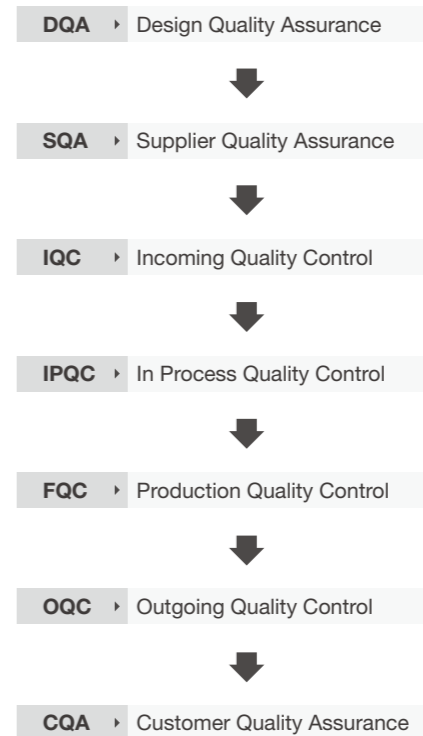 DQA Design Quality Assurance
SQA Supplier Quality Assurance
IQC Incoming Quality Control
IPQC In Process Quality Control
FQC Production Quality Control
OQC Outgoing Quality Control
CQA Customer Quality Assurance